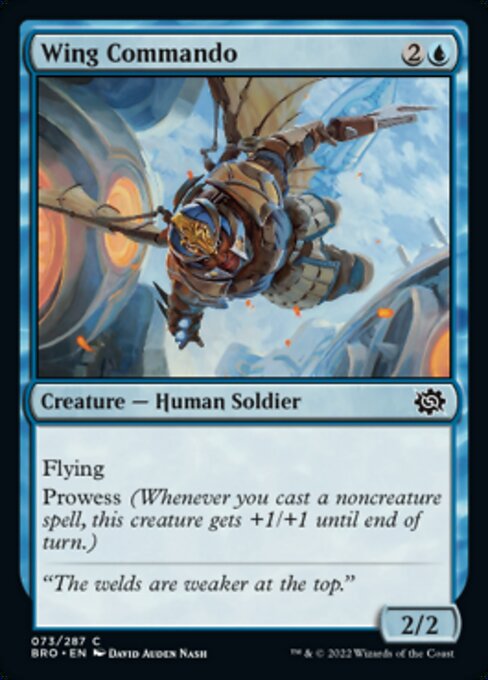 Wing Commando 2
Creature — Human Soldier
Flying
Prowess (Whenever you cast a noncreature
spell, this creature gets +1/+1 until end of
turn.)
“The welds are weaker at the top.”
2/2
073/287 C
BRO • EN DAVID AUDEN NASH
™ & © 2022 Wizards of the Coast